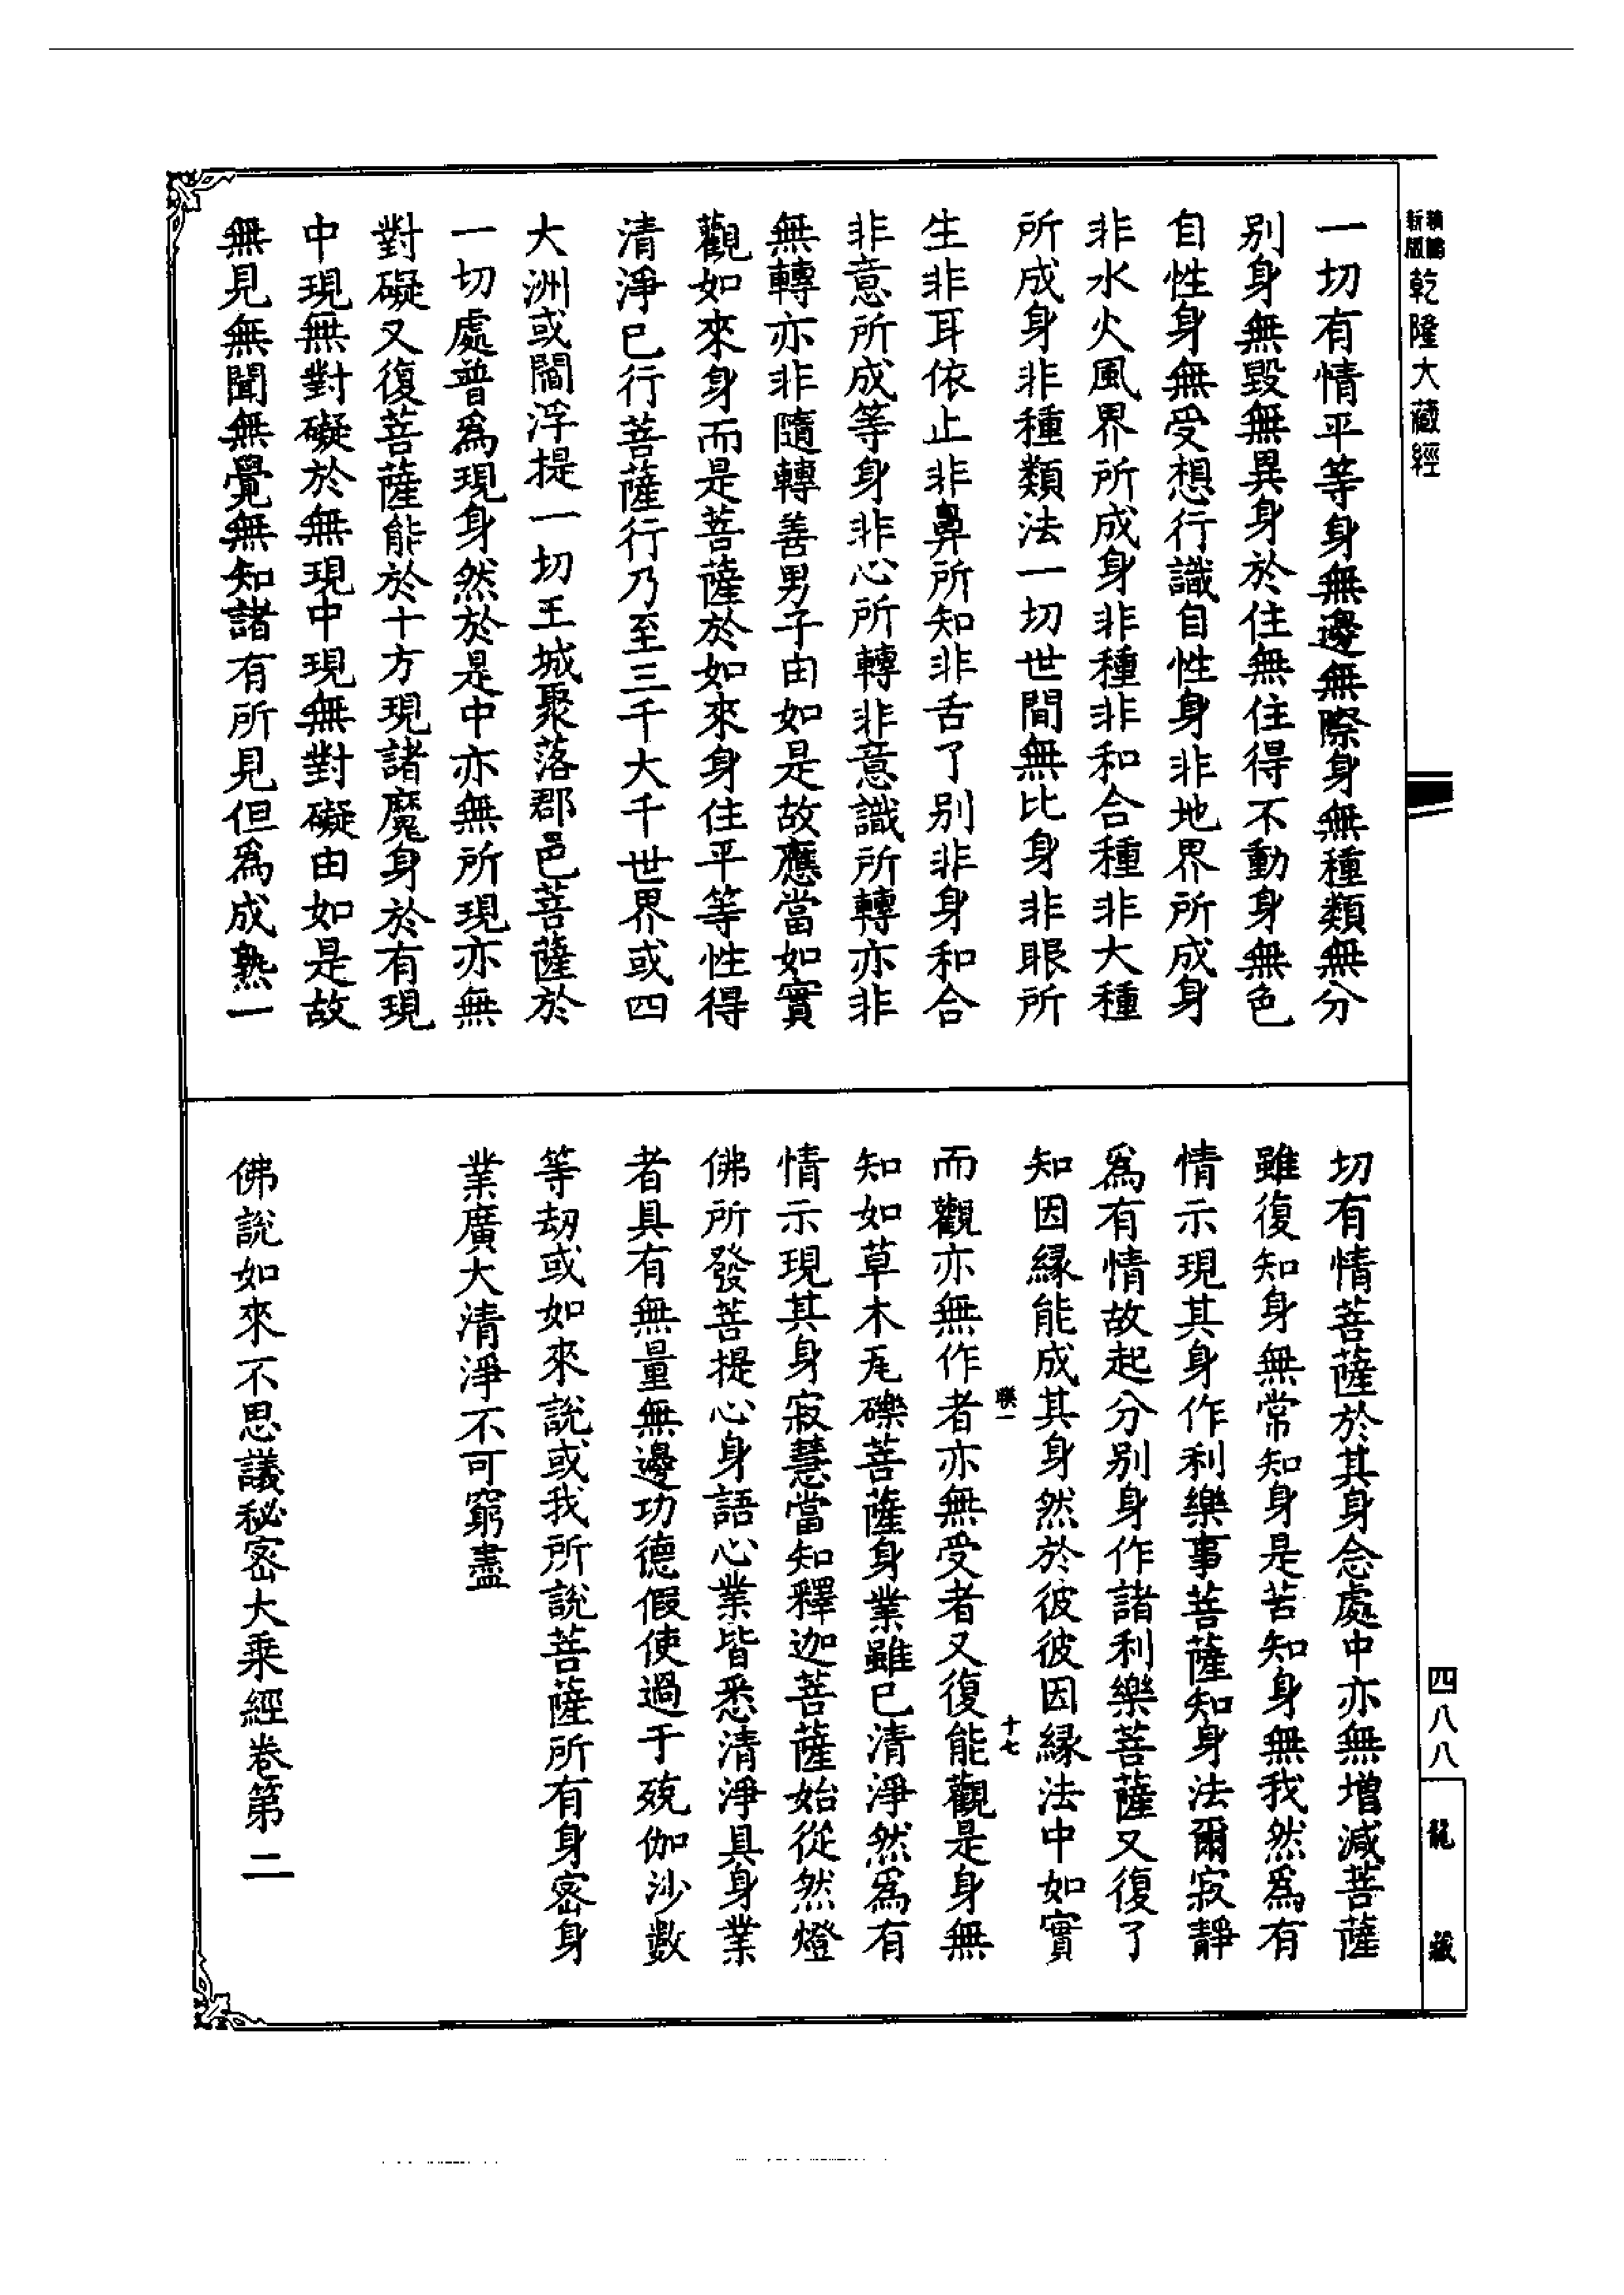 新版
乾隆大藏經
一切有情平等身無邊無際身無種類無分
别身無毀無異身於住無住得不動身無色
自性身無受想行識自性身非地界所成身
非水火風界所成身非種非和合種非大種
所成身非種類法一切世間無比身非眼所
生非耳依止非鼻所知非舌了别非身和合
非意所成等身非心所轉非意識所轉亦非
無轉亦非隨轉善男子由如是故應當如實
觀如來身而是菩薩於如來身住平等性得
清淨已行菩薩行乃至三千大千世界或四
大洲或閻浮提一切王城聚落郡邑菩薩於
一切處普為現身然於是中亦無所現亦無
對礙又復菩薩能於十方現諸魔身於有現
中現無對礙於無現中現無對礙由如是故
無見無聞無覺無知諸有所見但為成熟一
切有情菩薩於其身念處中亦無增減菩薩
雖復知身無常知身是苦知身無我然為有
情示現其身作利樂事菩薩知身法爾寂靜
為有情故起分别身作諸利樂菩薩又復了
知因緣能成其身然於彼彼因緣法中如實
而觀亦無作者亦無受者又復能觀是身無
知如草木瓦礫菩薩身業雖已清淨然為有
情示現其身寂慧當知釋迦菩薩始從然燈
佛所發菩提心身語心業皆悉清淨具身業
者具有無量無邊功德假使過于殑伽沙數
等劫或如來說或我所說菩薩所有身密身
業廣大清淨不可窮盡
佛說如來不思議秘密大乘經卷第二
十七
四八八
龍藏